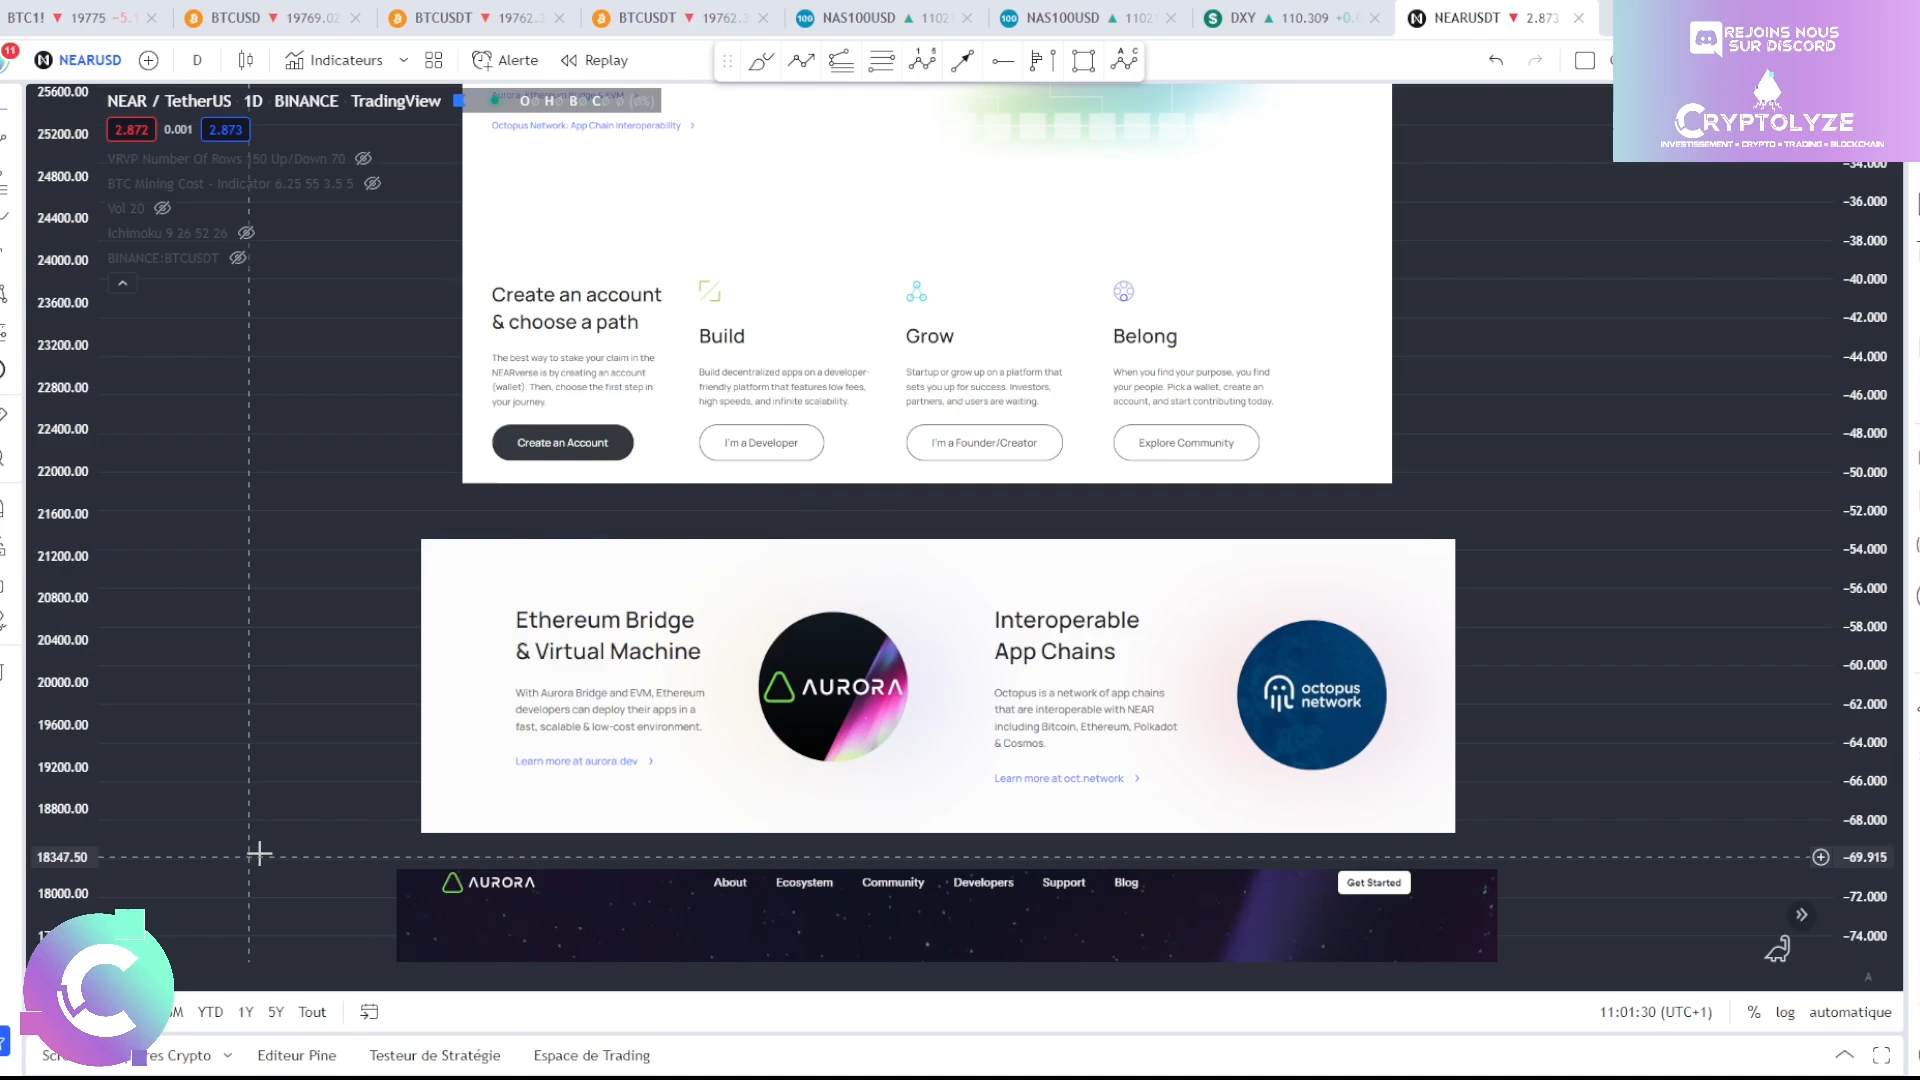 BTC1! ▼ 19775 −5.
BTCUSD ▼ 19769.02
BTCUSDT ▼ 19762.3
BTCUSDT ▼ 19762.3
NAS100USD ▲ 1102
NAS100USD ▲ 1102
DXY ▲ 110.309 +0.
NEARUSDT ▼ 2.873
REJOINS NOUS
SUR DISCORD
CRYPTOLYZE
INVESTISSEMENT • CRYPTO • TRADING • BLOCKCHAIN
11
NEARUSD
D
Indicateurs
Alerte
Replay
NEAR / TetherUS 1D BINANCE TradingView
O∅ H∅ B∅ C∅ ∅ (∅%)
2.872 0.001 2.873
VRVP Number Of Rows 150 Up/Down 70
BTC Mining Cost - Indicator 6.25 55 3.5 5
Vol 20
Ichimoku 9 26 52 26
BINANCE:BTCUSDT
25600.00
25200.00
24800.00
24400.00
24000.00
23600.00
23200.00
22800.00
22400.00
22000.00
21600.00
21200.00
20800.00
20400.00
20000.00
19600.00
19200.00
18800.00
18347.50
18000.00
Aurora: Ethereum Bridge & EVM
Octopus Network: App Chain Interoperability
Create an account
& choose a path
The best way to stake your claim in the
NEARverse is by creating an account
(wallet). Then, choose the first step in
your journey.
Create an Account
Build
Build decentralized apps on a developer-
friendly platform that features low fees,
high speeds, and infinite scalability.
I'm a Developer
Grow
Startup or grow up on a platform that
sets you up for success. Investors,
partners, and users are waiting.
I'm a Founder/Creator
Belong
When you find your purpose, you find
your people. Pick a wallet, create an
account, and start contributing today.
Explore Community
Ethereum Bridge
& Virtual Machine
With Aurora Bridge and EVM, Ethereum
developers can deploy their apps in a
fast, scalable & low-cost environment.
Learn more at aurora.dev
AURORA
Interoperable
App Chains
Octopus is a network of app chains
that are interoperable with NEAR
including Bitcoin, Ethereum, Polkadot
& Cosmos.
Learn more at oct.network
octopus
network
AURORA
About Ecosystem Community Developers Support Blog
Get Started
−34.000
−36.000
−38.000
−40.000
−42.000
−44.000
−46.000
−48.000
−50.000
−52.000
−54.000
−56.000
−58.000
−60.000
−62.000
−64.000
−66.000
−68.000
−69.915
−72.000
−74.000
A
YTD 1Y 5Y Tout
11:01:30 (UTC+1) % log automatique
res Crypto
Editeur Pine
Testeur de Stratégie
Espace de Trading